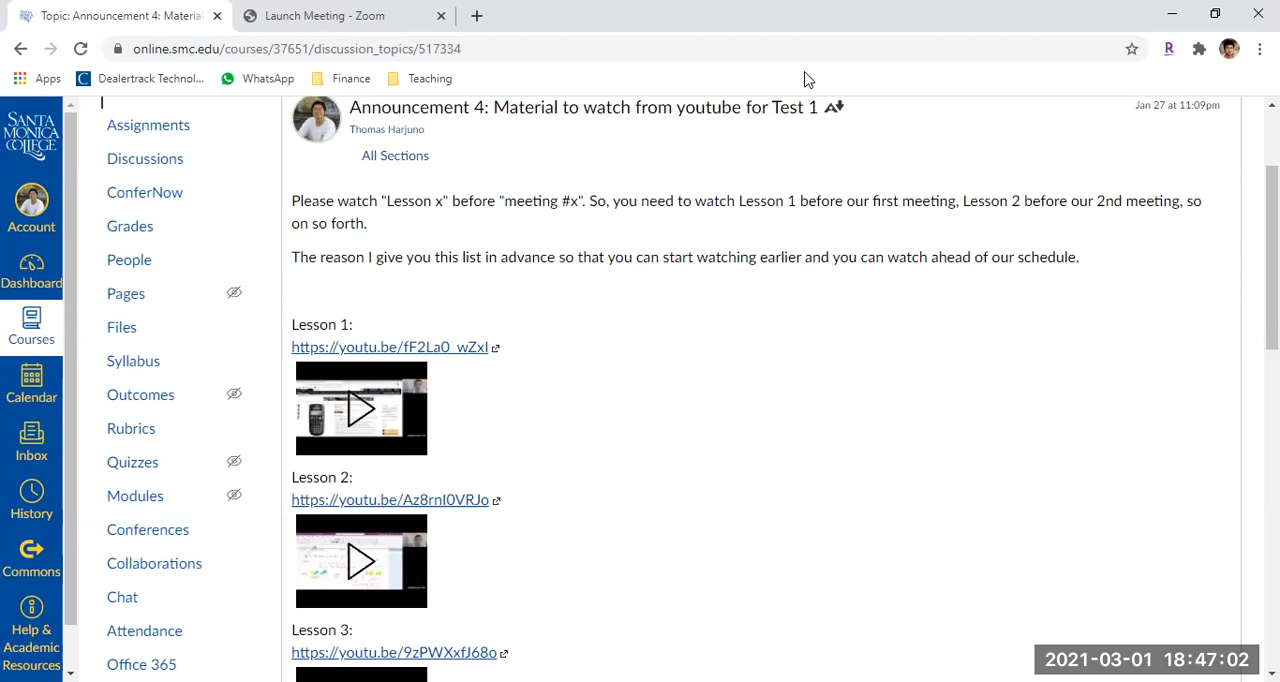 Topic: Announcement 4: Materia
Launch Meeting - Zoom
online.smc.edu/courses/37651/discussion_topics/517334
Apps
Dealertrack Technol...
WhatsApp
Finance
Teaching
SANTA
MONICA
COLLEGE
Account
Dashboard
Courses
Calendar
Inbox
History
Commons
Help &
Academic
Resources
Assignments
Discussions
ConferNow
Grades
People
Pages
Files
Syllabus
Outcomes
Rubrics
Quizzes
Modules
Conferences
Collaborations
Chat
Attendance
Office 365
Announcement 4: Material to watch from youtube for Test 1
Jan 27 at 11:09pm
Thomas Harjuno
All Sections
Please watch "Lesson x" before "meeting #x". So, you need to watch Lesson 1 before our first meeting, Lesson 2 before our 2nd meeting, so
on so forth.
The reason I give you this list in advance so that you can start watching earlier and you can watch ahead of our schedule.
Lesson 1:
https://youtu.be/fF2La0_wZxI
Lesson 2:
https://youtu.be/Az8rnI0VRJo
Lesson 3:
https://youtu.be/9zPWXxfJ68o
2021-03-01 18:47:02